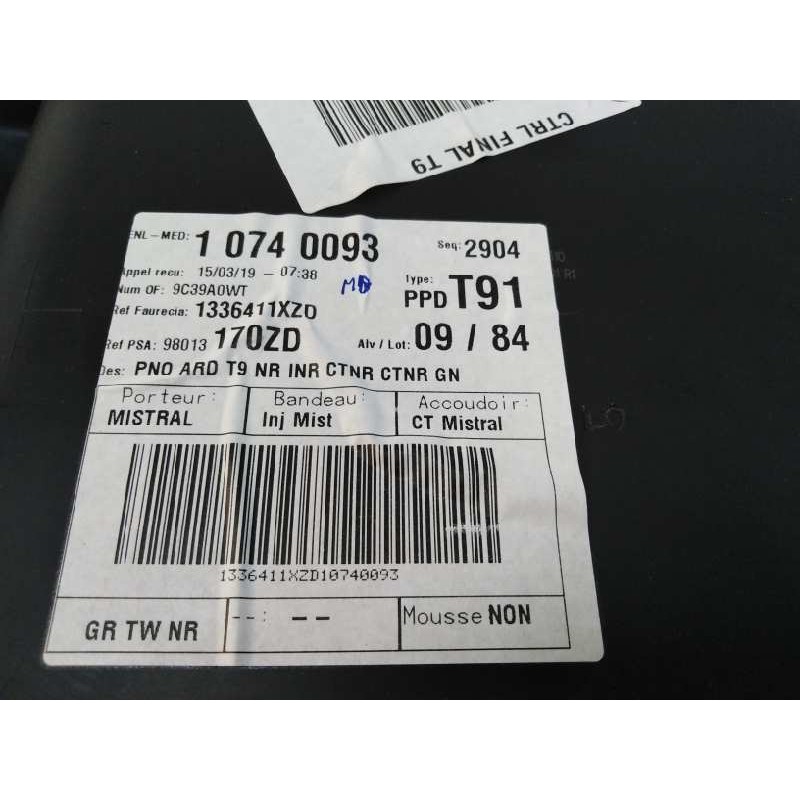 CTRL FINAL T9
ENL-MED: 1 074 0093 Seq: 2904
Appel recu: 15/03/19 - 07:38 Type: PPD T91
Num OF: 9C39A0WT
Ref Faurecia: 1336411XZD
Ref PSA: 98013 170ZD Alv / Lot: 09 / 84
Des: PNO ARD T9 NR INR CTNR CTNR GN
Porteur: Bandeau: Accoudoir:
MISTRAL Inj Mist CT Mistral
1336411XZD10740093
GR TW NR --: -- Mousse NON